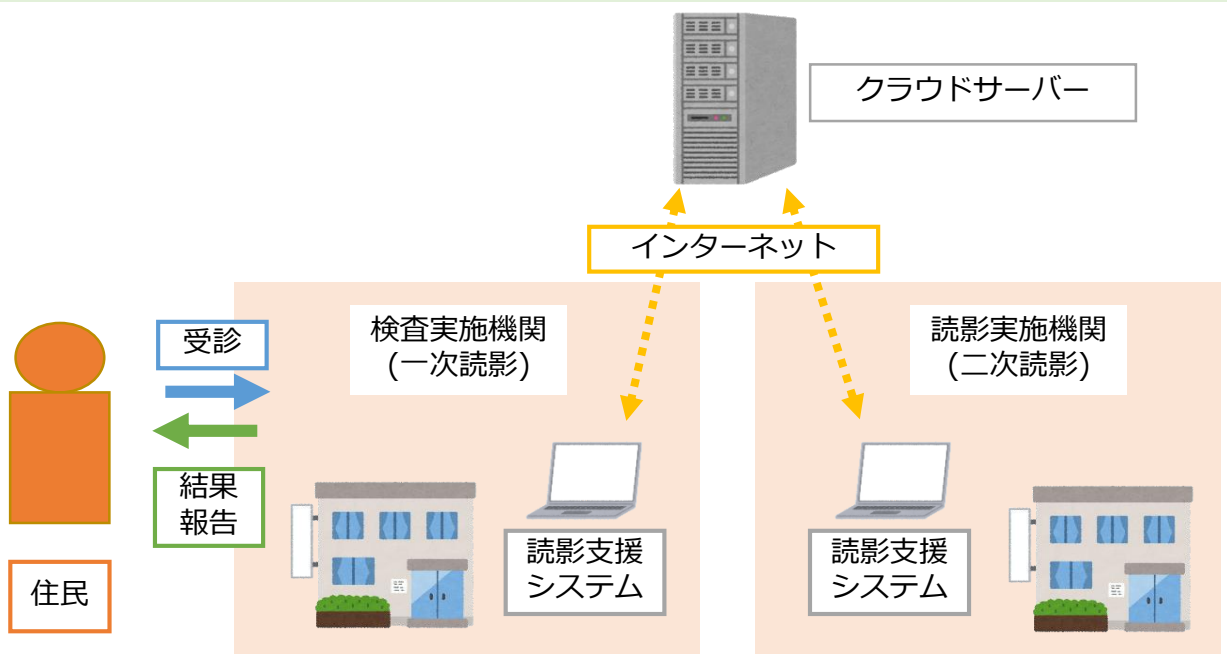 クラウドサーバー
インターネット
受診
検査実施機関
(一次読影)
読影実施機関
(二次読影)
結果
報告
読影支援
システム
読影支援
システム
住民